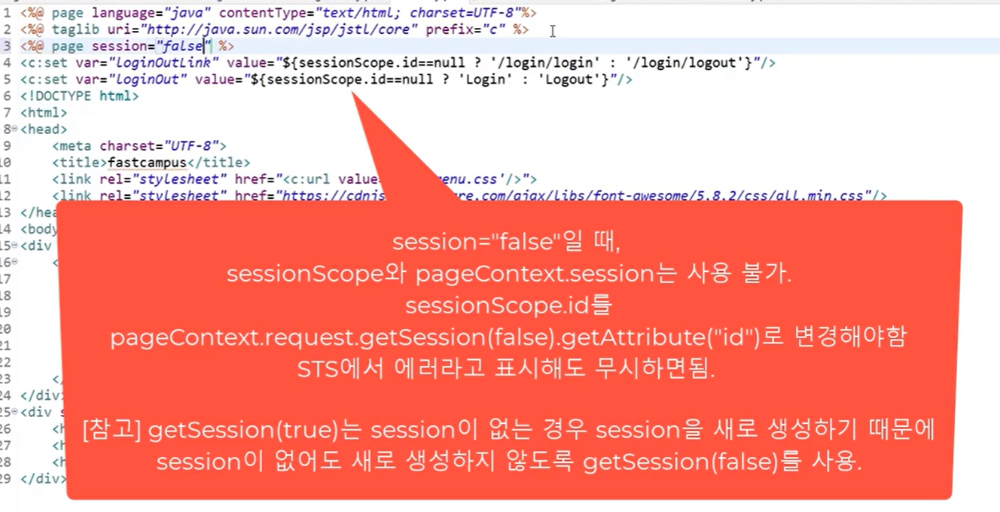 1 <%@ page language="java" contentType="text/html; charset=UTF-8"%>
2 <%@ taglib uri="http://java.sun.com/jsp/jstl/core" prefix="c" %>
3 <%@ page session="false" %>
4 <c:set var="loginOutLink" value="${sessionScope.id==null ? '/login/login' : '/login/logout'}"/>
5 <c:set var="loginOut" value="${sessionScope.id==null ? 'Login' : 'Logout'}"/>
6 <!DOCTYPE html>
7 <html>
8 <head>
9 <meta charset="UTF-8">
10 <title>fastcampus</title>
11 <link rel="stylesheet" href="<c:url value enu.css'/>">
12 <link rel="stylesheet" href="https://cdnjs re.com/ajax/libs/font-awesome/5.8.2/css/all.min.css"/>
13 </hea
14 <body
15 <div
16 <
17
18
19
20
21
22
23 </
24 </div
25 <div s
26 <h
27 <h
28 <h
29 </div>
session="false"일 때,
sessionScope와 pageContext.session는 사용 불가.
sessionScope.id를
pageContext.request.getSession(false).getAttribute("id")로 변경해야함
STS에서 에러라고 표시해도 무시하면됨.
[참고] getSession(true)는 session이 없는 경우 session을 새로 생성하기 때문에
session이 없어도 새로 생성하지 않도록 getSession(false)를 사용.